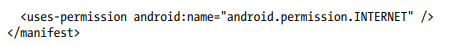 <uses-permission android:name="android.permission.INTERNET" />
</manifest>